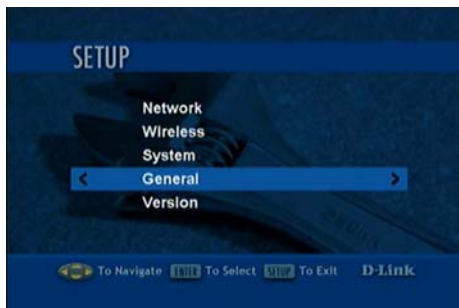 SETUP
Network
Wireless
System
General
Version
To Navigate ENTER To Select SETUP To Exit D-Link